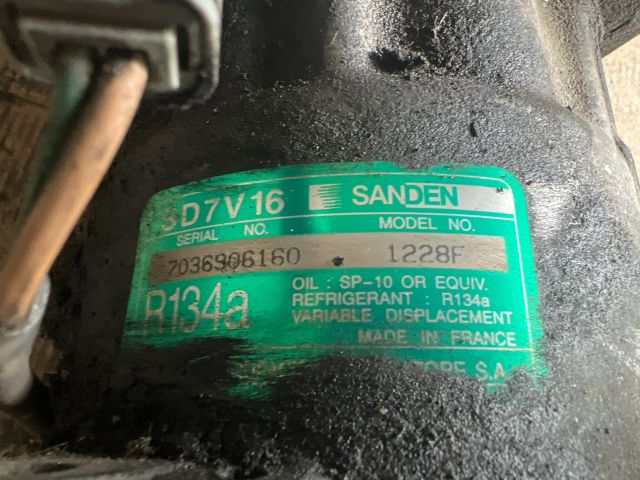 SD7V16 SANDEN
SERIAL NO. MODEL NO.
7036906160 1228F
R134a
OIL : SP-10 OR EQUIV.
REFRIGERANT : R134a
VARIABLE DISPLACEMENT
MADE IN FRANCE
S.A.